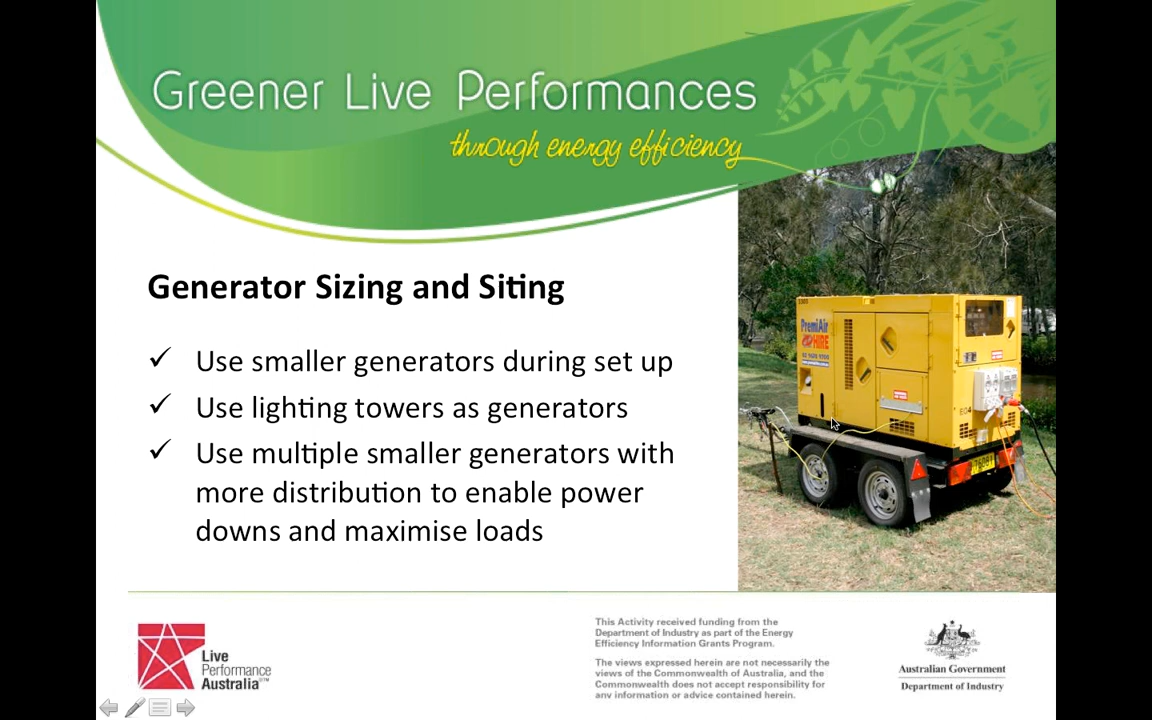 Greener Live Performances
through energy efficiency
Generator Sizing and Siting
✓ Use smaller generators during set up
✓ Use lighting towers as generators
✓ Use multiple smaller generators with
more distribution to enable power
downs and maximise loads
PremiAir
HIRE
Live
Performance
Australia™
This Activity received funding from the
Department of Industry as part of the Energy
Efficiency Information Grants Program.
The views expressed herein are not necessarily the
views of the Commonwealth of Australia, and the
Commonwealth does not accept responsibility for
any information or advice contained herein.
Australian Government
Department of Industry